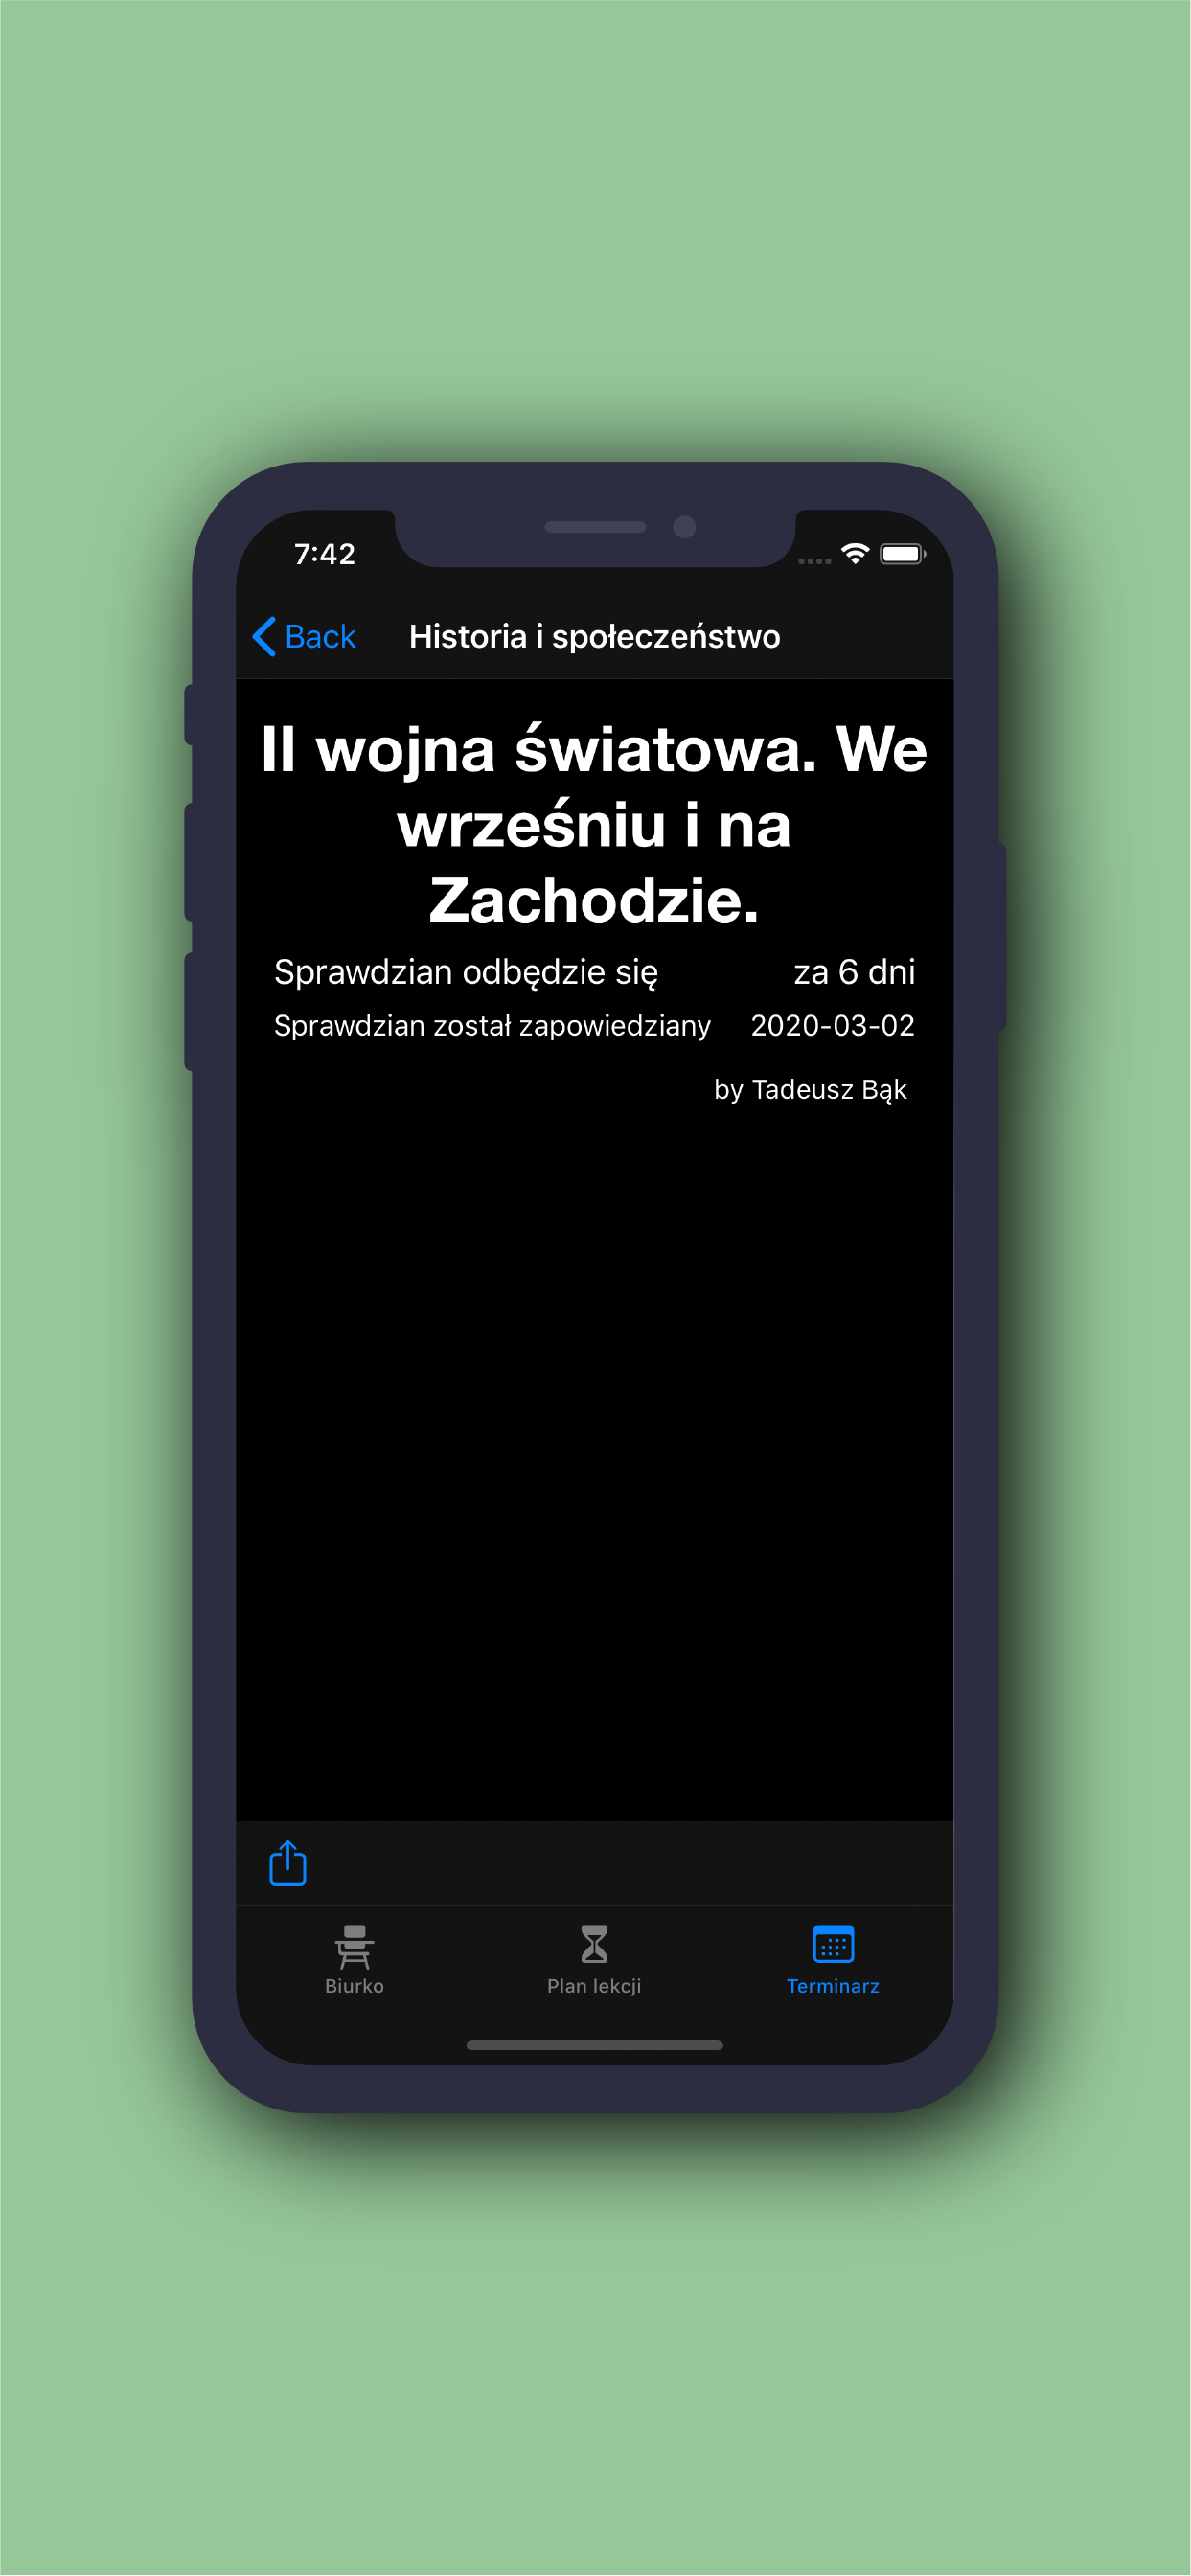 7:42
Back
Historia i społeczeństwo
II wojna światowa. We
wrześniu i na
Zachodzie.
Sprawdzian odbędzie się za 6 dni
Sprawdzian został zapowiedziany 2020-03-02
by Tadeusz Bąk
Biurko Plan lekcji Terminarz